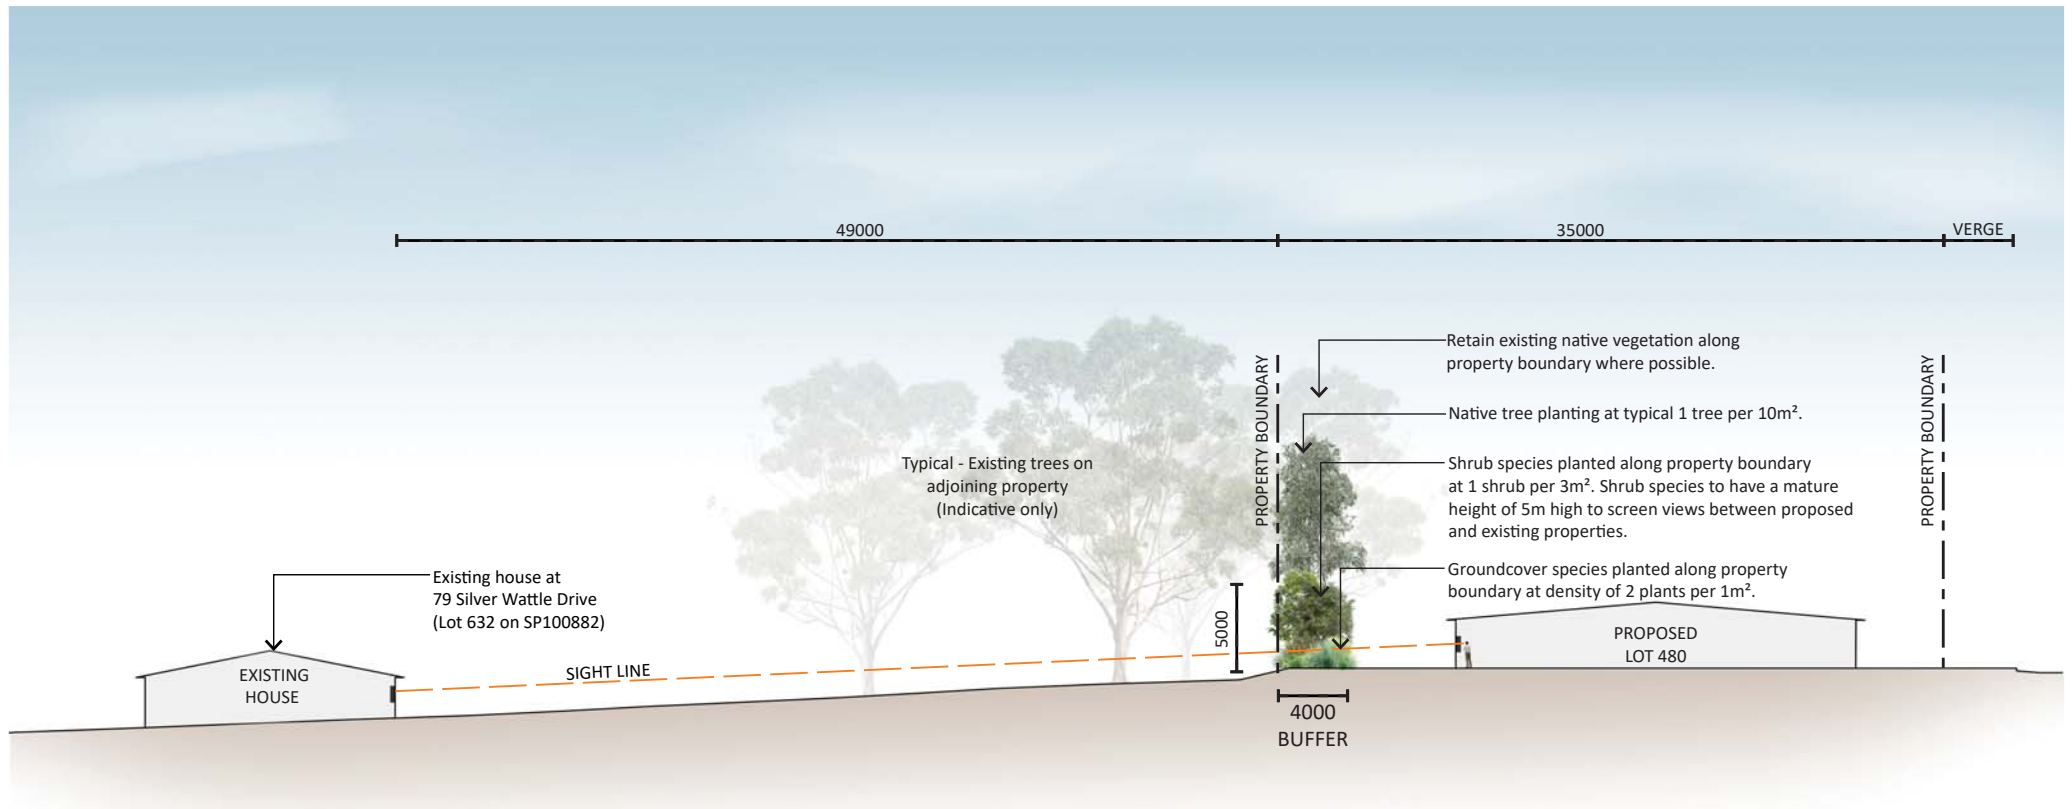 49000
35000
VERGE
PROPERTY BOUNDARY
PROPERTY BOUNDARY
Retain existing native vegetation along
property boundary where possible.
Native tree planting at typical 1 tree per 10m².
Shrub species planted along property boundary
at 1 shrub per 3m². Shrub species to have a mature
height of 5m high to screen views between proposed
and existing properties.
Groundcover species planted along property
boundary at density of 2 plants per 1m².
Typical - Existing trees on
adjoining property
(Indicative only)
Existing house at
79 Silver Wattle Drive
(Lot 632 on SP100882)
EXISTING
HOUSE
SIGHT LINE
5000
PROPOSED
LOT 480
4000
BUFFER